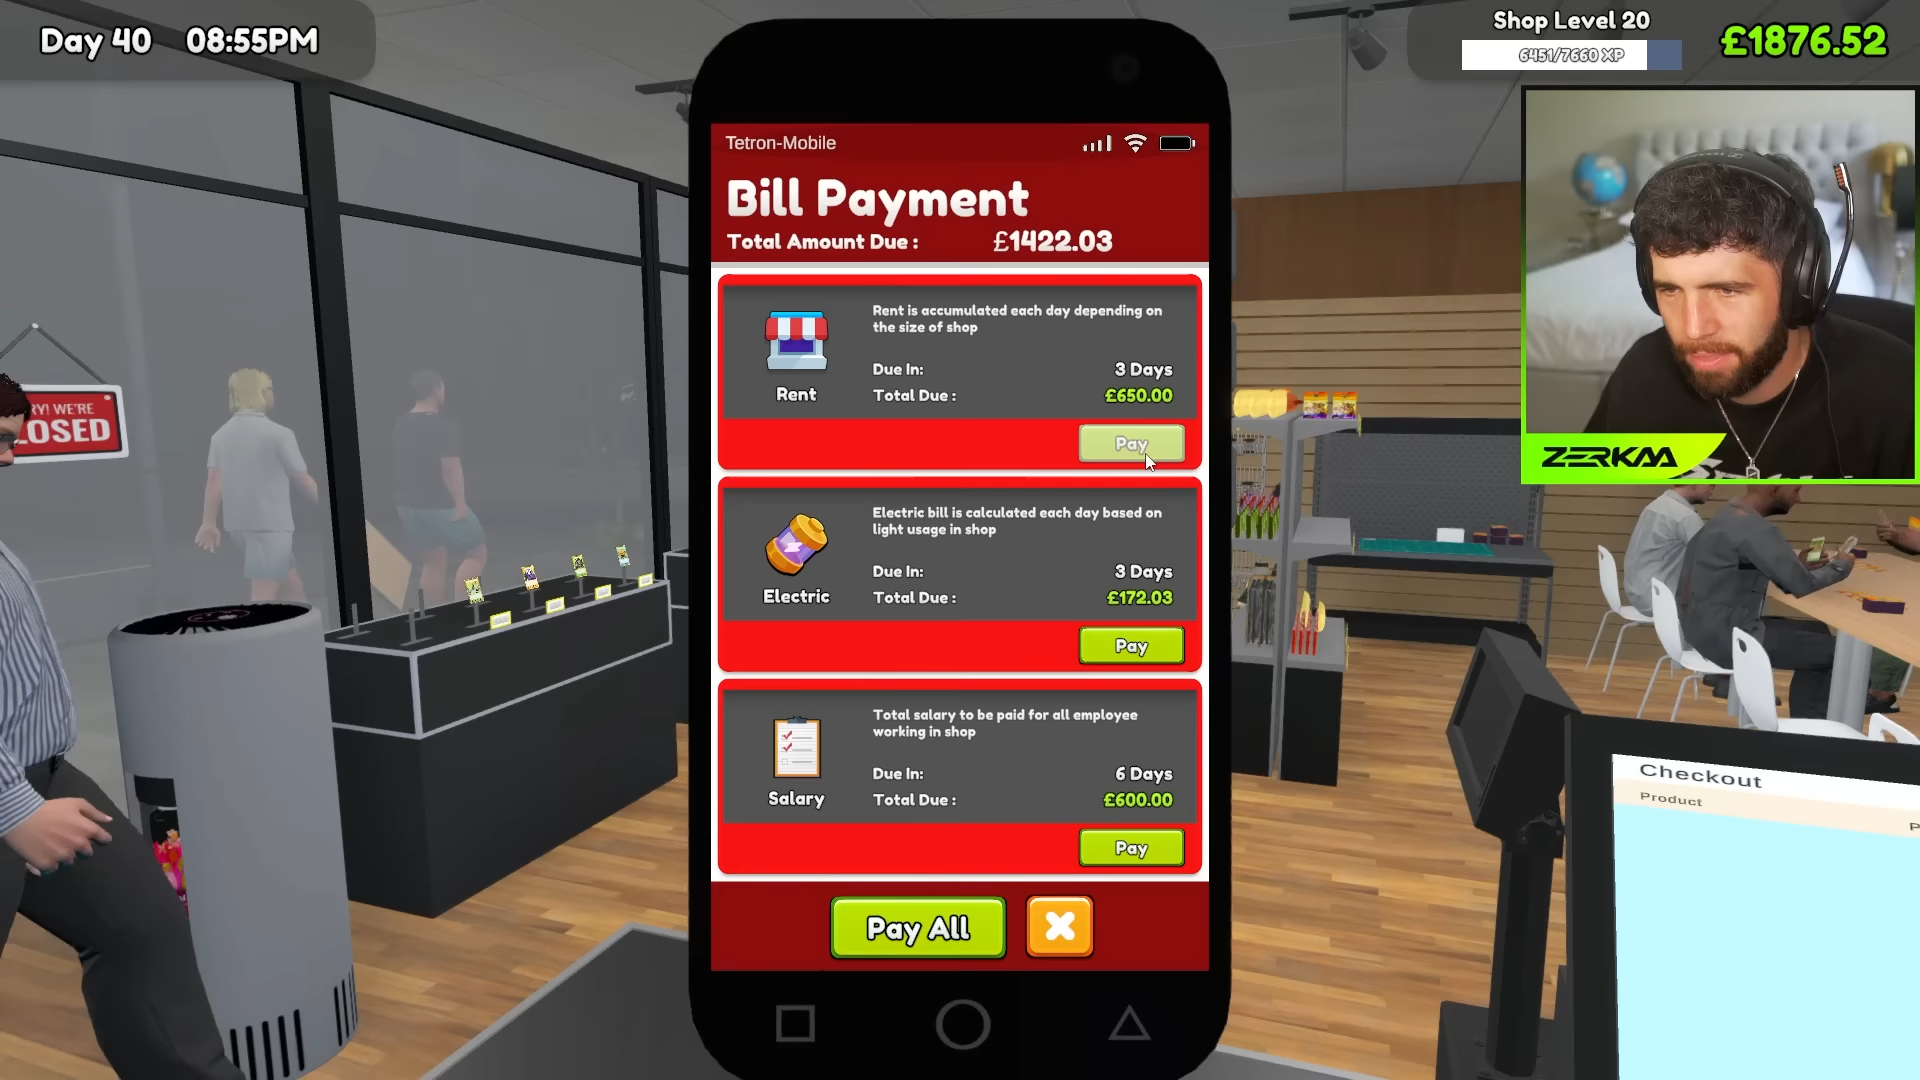 Day 40 08:55PM
Shop Level 20
6451/7660 XP
£1876.52
Tetron-Mobile
Bill Payment
Total Amount Due : £1422.03
Rent is accumulated each day depending on
the size of shop
Due In: 3 Days
Total Due : £650.00
Rent
Pay
Electric bill is calculated each day based on
light usage in shop
Due In: 3 Days
Total Due : £172.03
Electric
Pay
Total salary to be paid for all employee
working in shop
Due In: 6 Days
Total Due : £600.00
Salary
Pay
Pay All
RY! WE'RE
LOSED
ZERKAA
Checkout
Product
P